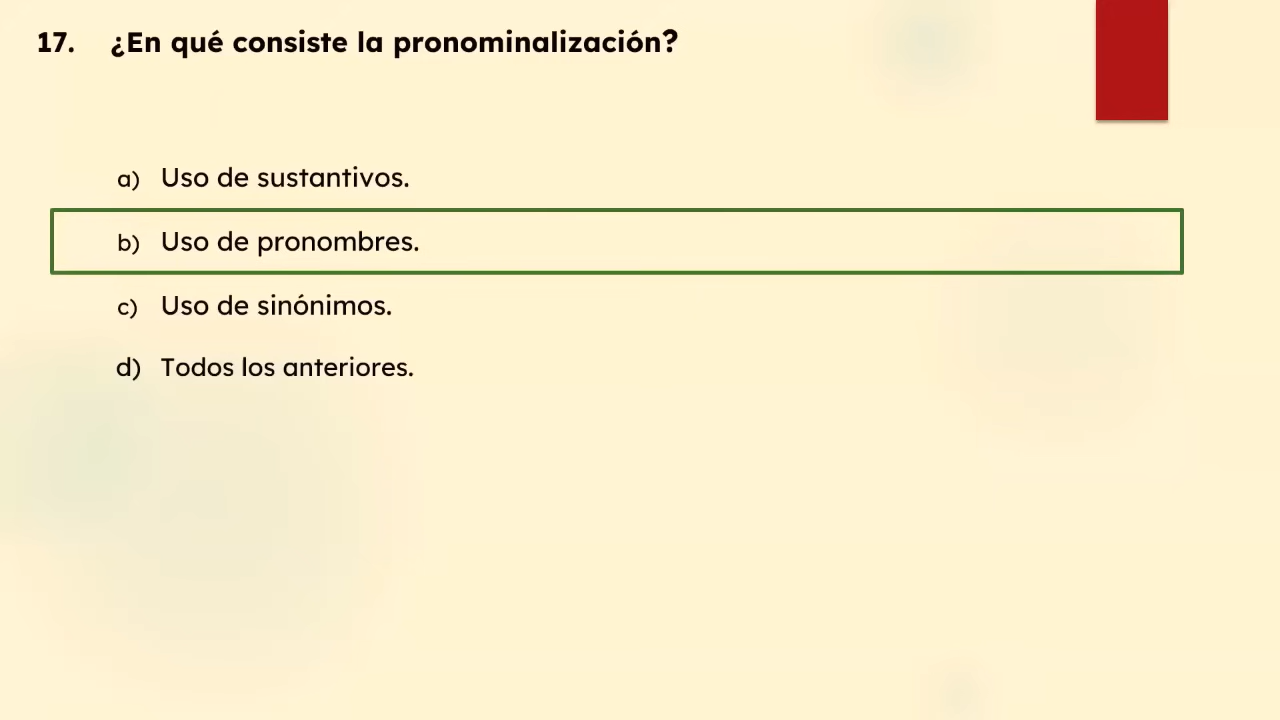 17. ¿En qué consiste la pronominalización?
a) Uso de sustantivos.
b) Uso de pronombres.
c) Uso de sinónimos.
d) Todos los anteriores.